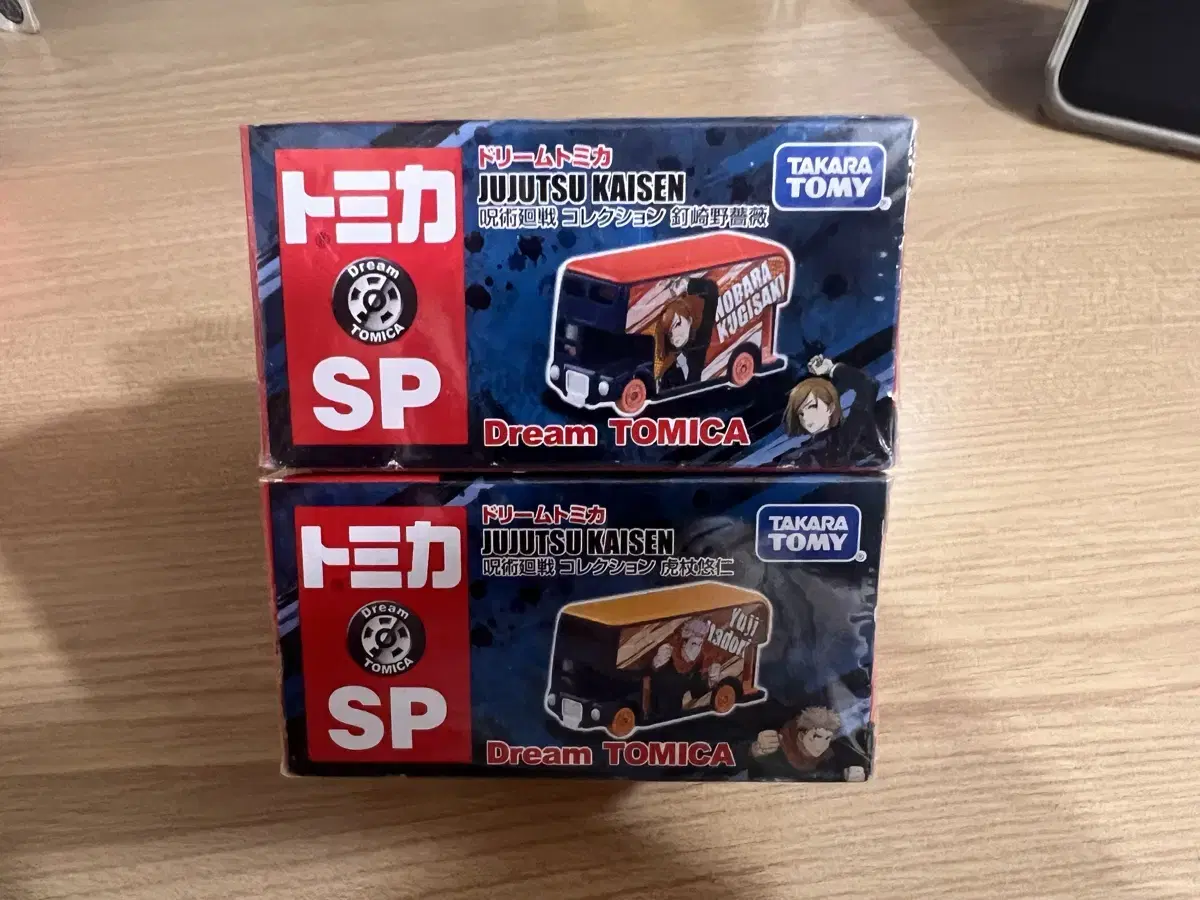 トミカ
Dream
TOMICA
SP
ドリームトミカ
JUJUTSU KAISEN
呪術廻戦 コレクション 釘崎野薔薇
TAKARA
TOMY
NOBARA
KUGISAKI
Dream TOMICA
トミカ
Dream
TOMICA
SP
ドリームトミカ
JUJUTSU KAISEN
呪術廻戦 コレクション 虎杖悠仁
TAKARA
TOMY
Dream TOMICA